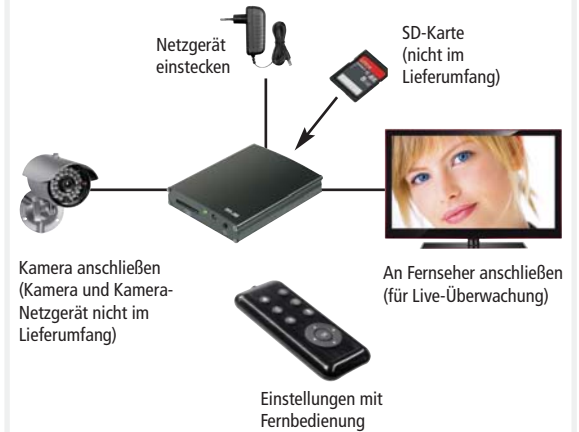 Netzgerät
einstecken
SD-Karte
(nicht im
Lieferumfang)
Kamera anschließen
(Kamera und Kamera-
Netzgerät nicht im
Lieferumfang)
An Fernseher anschließen
(für Live-Überwachung)
Einstellungen mit
Fernbedienung